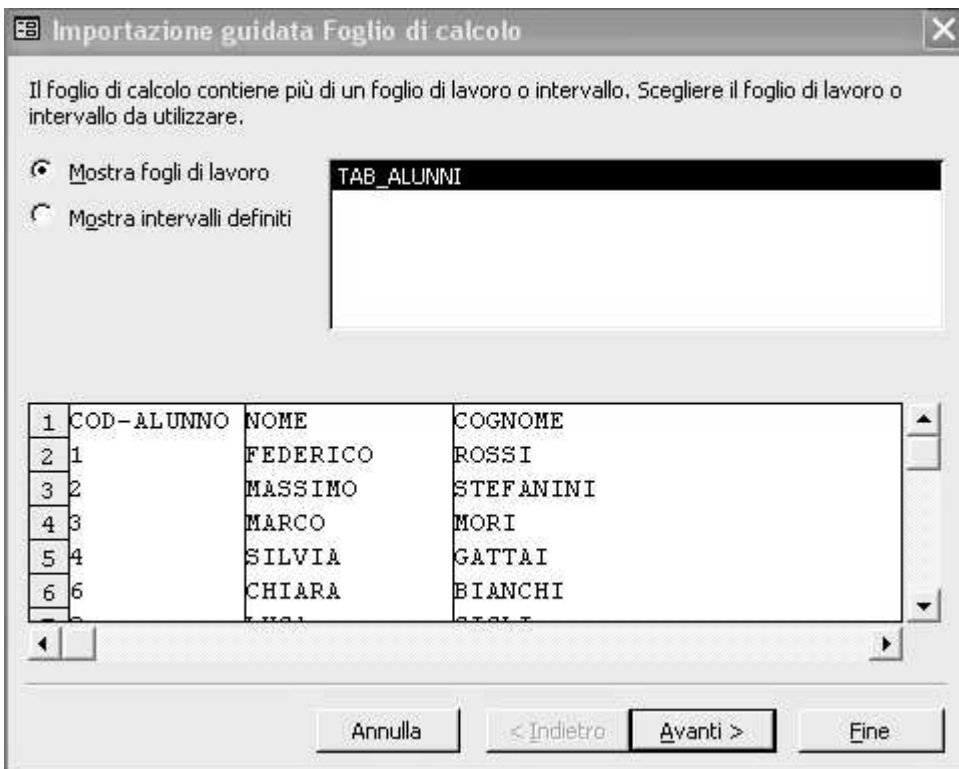 Importazione guidata Foglio di calcolo
Il foglio di calcolo contiene più di un foglio di lavoro o intervallo. Scegliere il foglio di lavoro o
intervallo da utilizzare.
Mostra fogli di lavoro
Mostra intervalli definiti
TAB_ALUNNI
1 COD-ALUNNO NOME COGNOME
2 1 FEDERICO ROSSI
3 2 MASSIMO STEFANINI
4 3 MARCO MORI
5 4 SILVIA GATTAI
6 6 CHIARA BIANCHI
Annulla < Indietro Avanti > Fine